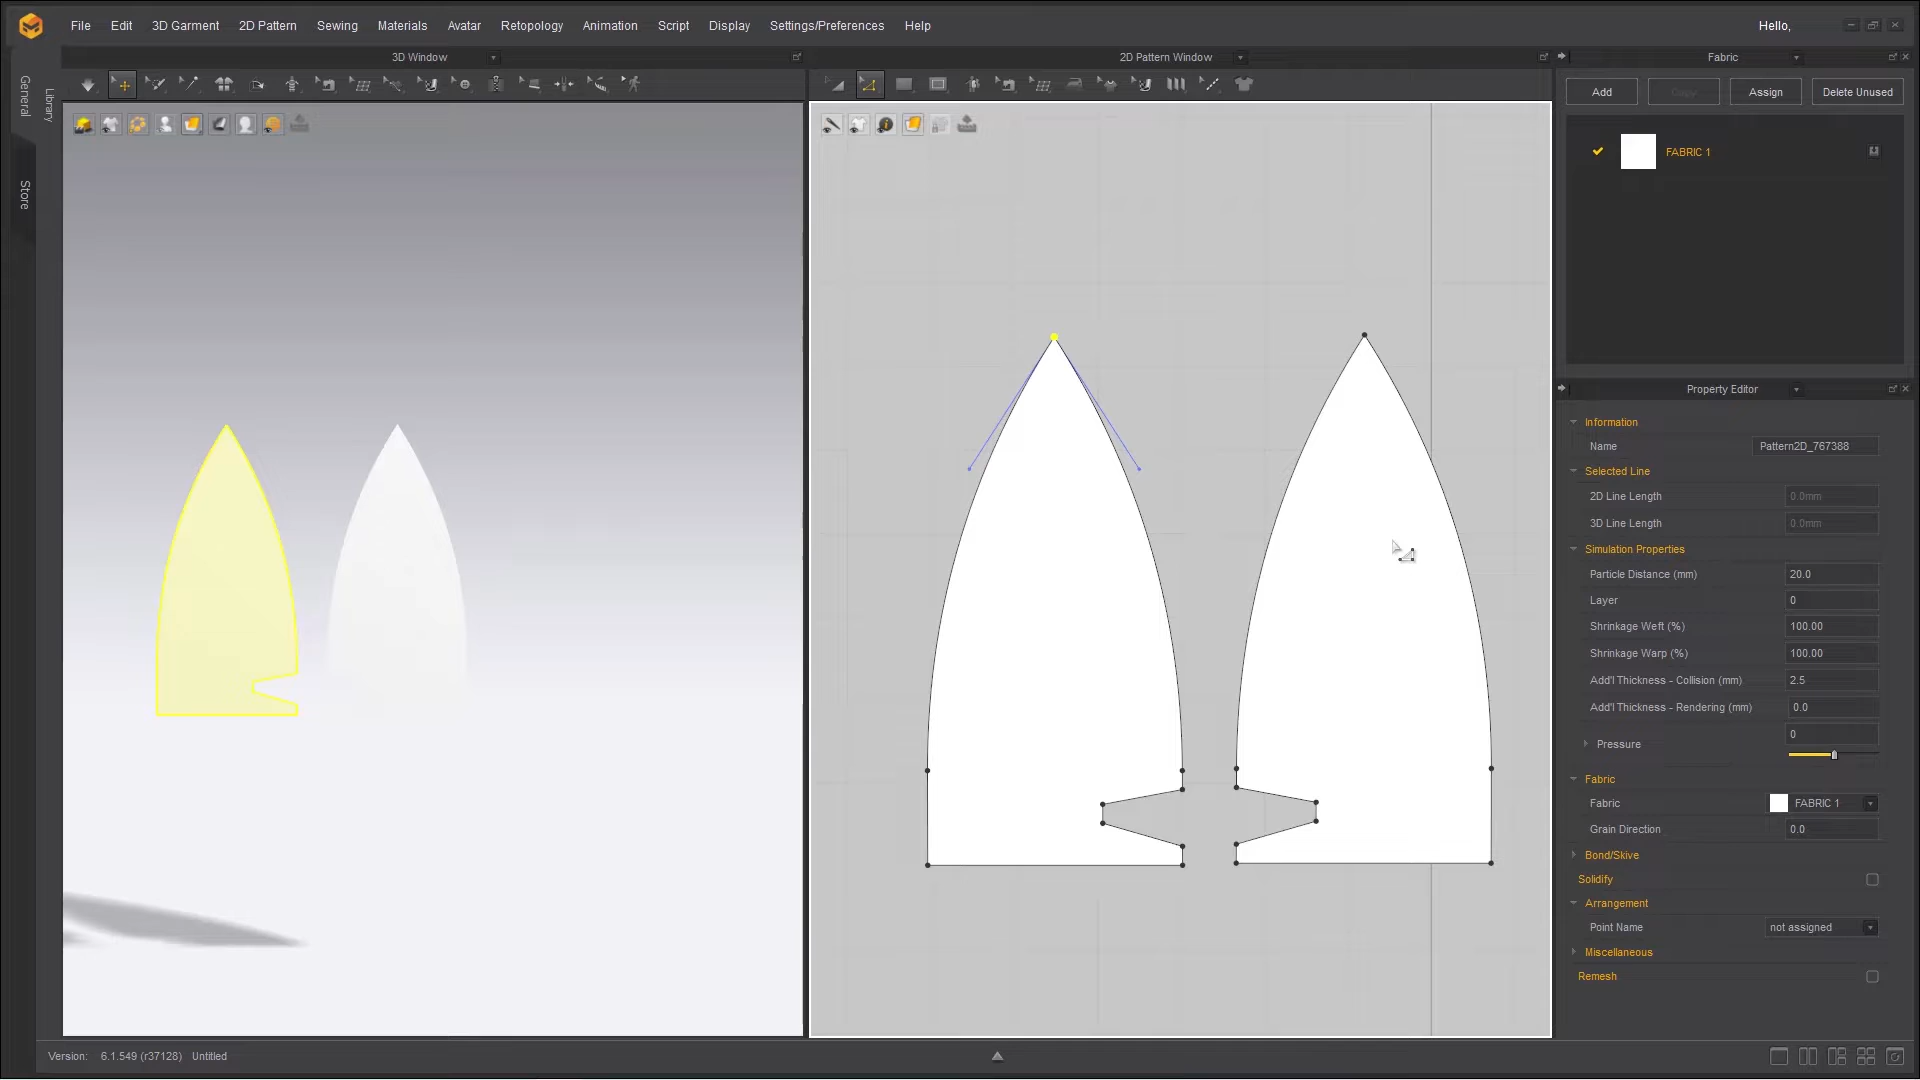 File Edit 3D Garment 2D Pattern Sewing Materials Avatar Retopology Animation Script Display Settings/Preferences Help Hello,
3D Window
2D Pattern Window
Fabric
General
Library
Store
Add Copy Assign Delete Unused
FABRIC 1
Property Editor
Information
Name Pattern2D_767388
Selected Line
2D Line Length 0.0mm
3D Line Length 0.0mm
Simulation Properties
Particle Distance (mm) 20.0
Layer 0
Shrinkage Weft (%) 100.00
Shrinkage Warp (%) 100.00
Add'l Thickness - Collision (mm) 2.5
Add'l Thickness - Rendering (mm) 0.0
Pressure 0
Fabric
Fabric FABRIC 1
Grain Direction 0.0
Bond/Skive
Solidify
Arrangement
Point Name not assigned
Miscellaneous
Remesh
Version: 6.1.549 (r37128) Untitled